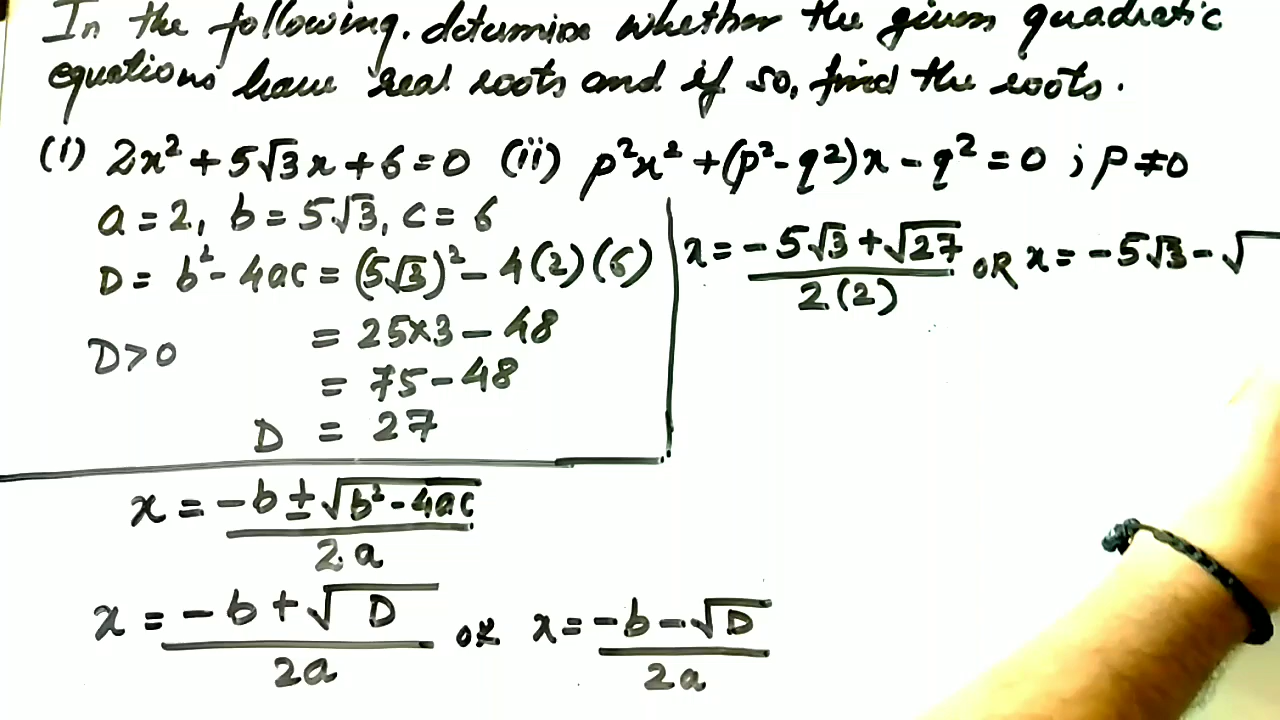 In the following. determine whether the given quadratic
equations have real roots and if so, find the roots.
(i) 2x² + 5√3x + 6 = 0 (ii) p²x² + (p² - q²)x - q² = 0 ; p ≠ 0
a = 2, b = 5√3, c = 6
D = b² - 4ac = (5√3)² - 4(2)(6)
= 25×3 - 48
D > 0
= 75 - 48
D = 27
x = (-b ± √(b² - 4ac))/2a
x = (-b + √D)/2a OR x = (-b - √D)/2a
x = (-5√3 + √27)/2(2) OR x = -5√3 - √